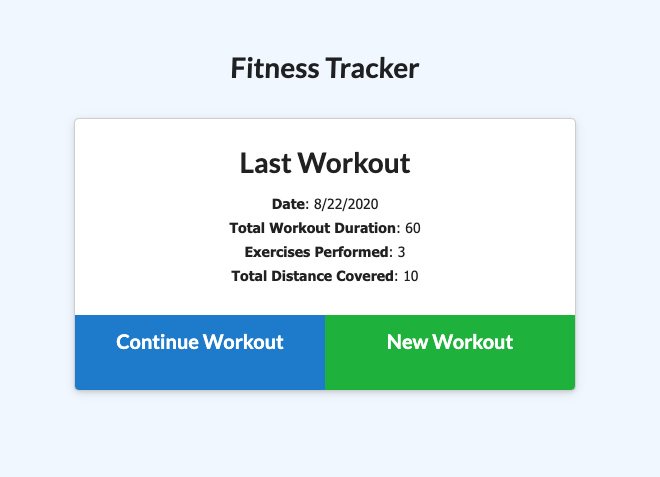 Fitness Tracker
Last Workout
Date: 8/22/2020
Total Workout Duration: 60
Exercises Performed: 3
Total Distance Covered: 10
Continue Workout
New Workout